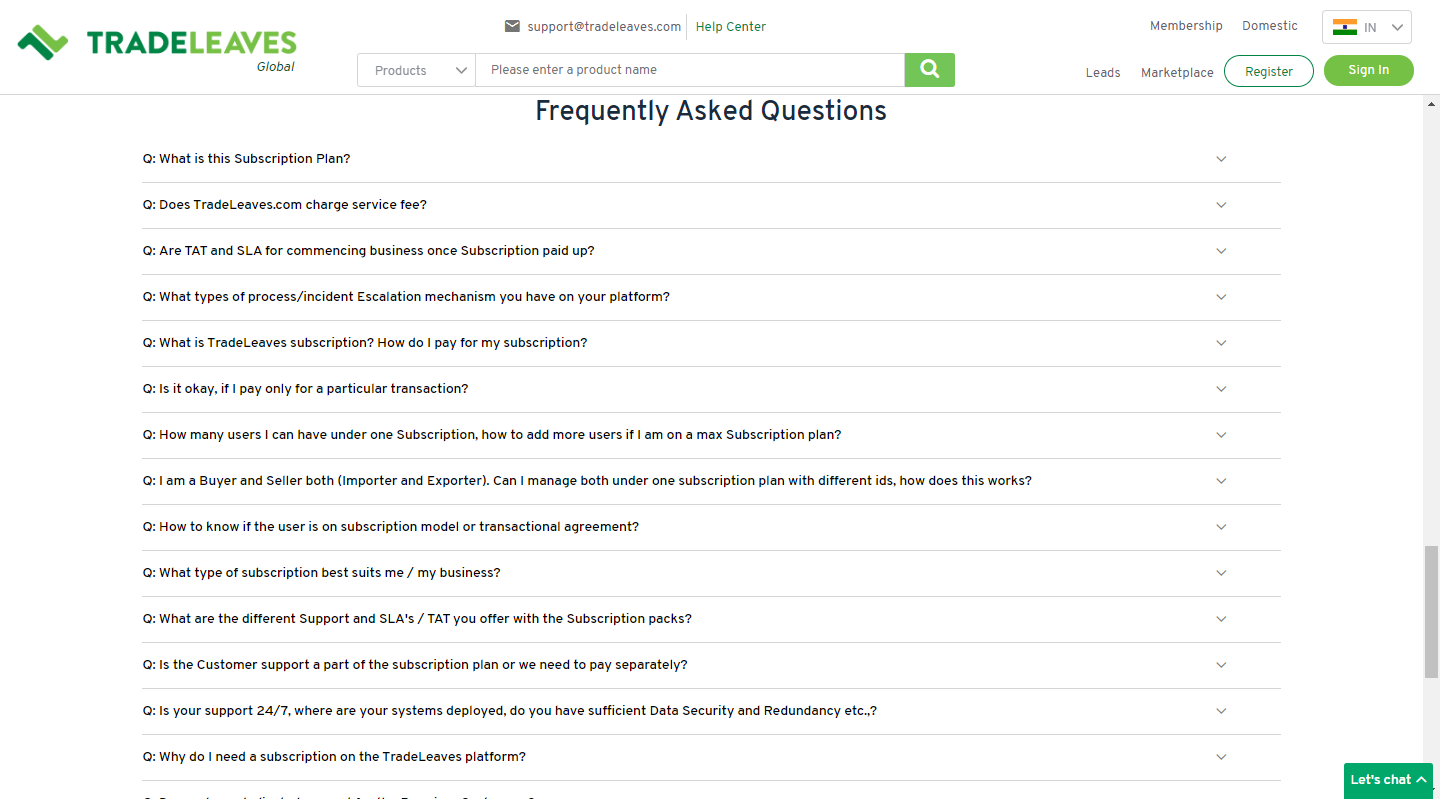 support@tradeleaves.com Help Center Membership Domestic IN
TRADELEAVES
Global
Products Please enter a product name Leads Marketplace Register Sign In
Frequently Asked Questions
Q: What is this Subscription Plan?
Q: Does TradeLeaves.com charge service fee?
Q: Are TAT and SLA for commencing business once Subscription paid up?
Q: What types of process/incident Escalation mechanism you have on your platform?
Q: What is TradeLeaves subscription? How do I pay for my subscription?
Q: Is it okay, if I pay only for a particular transaction?
Q: How many users I can have under one Subscription, how to add more users if I am on a max Subscription plan?
Q: I am a Buyer and Seller both (Importer and Exporter). Can I manage both under one subscription plan with different ids, how does this works?
Q: How to know if the user is on subscription model or transactional agreement?
Q: What type of subscription best suits me / my business?
Q: What are the different Support and SLA's / TAT you offer with the Subscription packs?
Q: Is the Customer support a part of the subscription plan or we need to pay separately?
Q: Is your support 24/7, where are your systems deployed, do you have sufficient Data Security and Redundancy etc.,?
Q: Why do I need a subscription on the TradeLeaves platform?
Let's chat